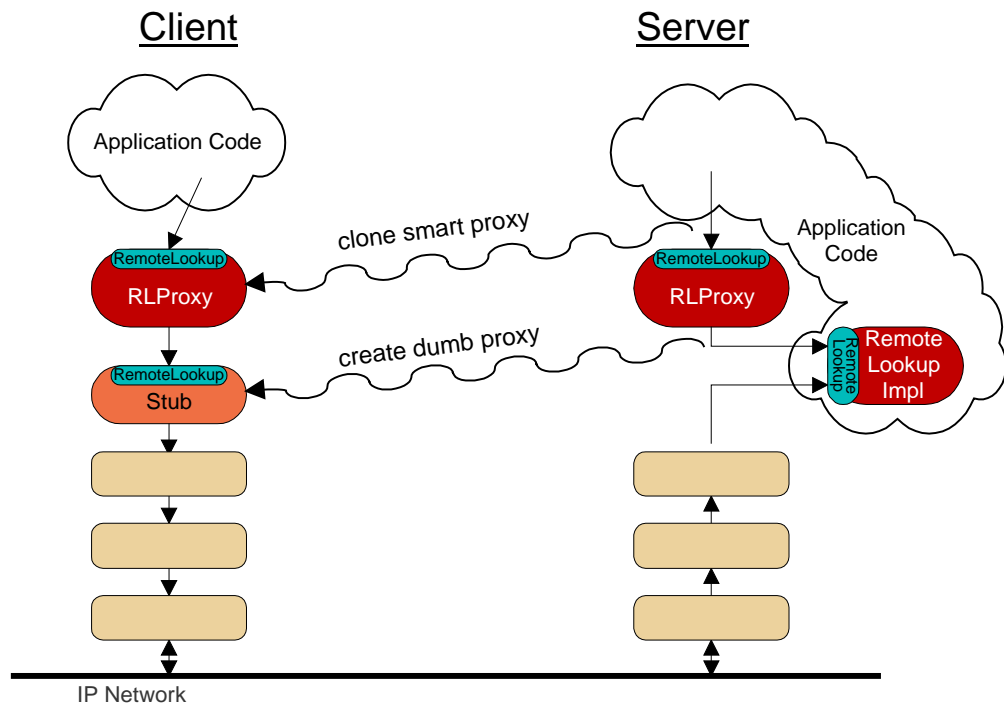 Client
Server
Application Code
clone smart proxy
Application
Code
RemoteLookup
RLProxy
RemoteLookup
RLProxy
create dumb proxy
Remote
Lookup
Remote
Lookup
Impl
RemoteLookup
Stub
IP Network